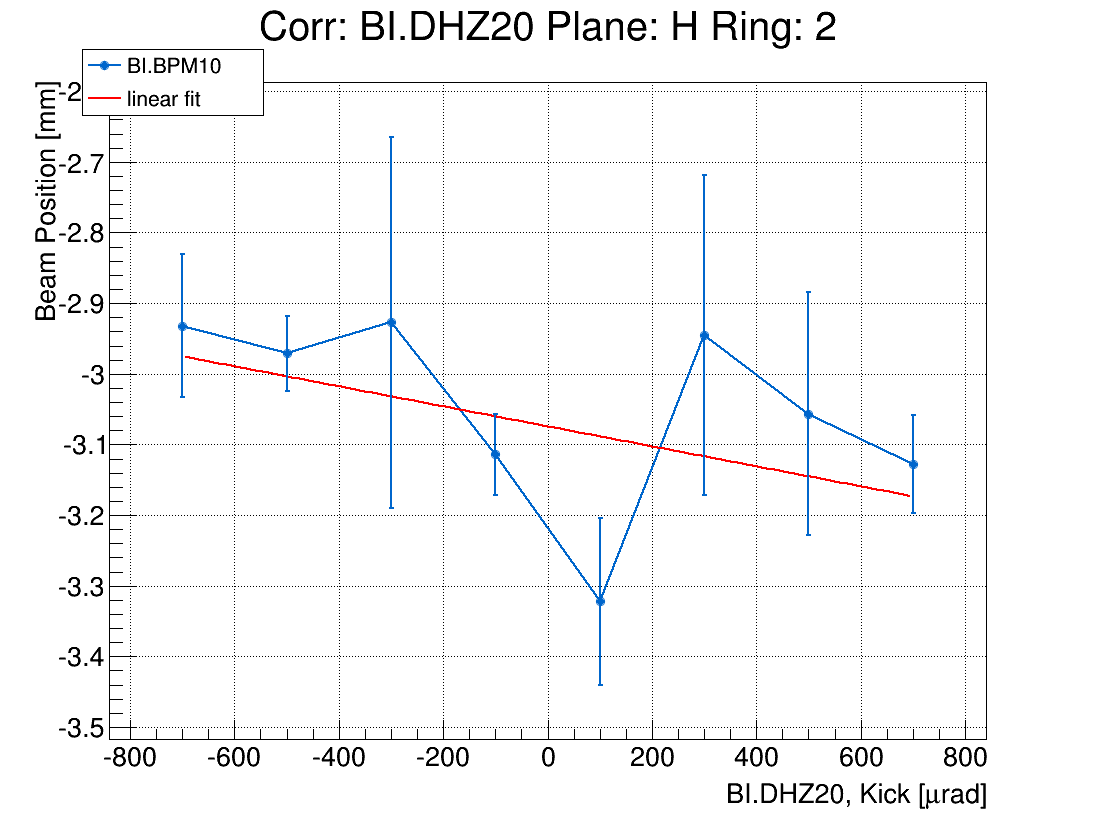 Corr: BI.DHZ20 Plane: H Ring: 2
BI.BPM10
linear fit
Beam Position [mm]
-2
-2.7
-2.8
-2.9
-3
-3.1
-3.2
-3.3
-3.4
-3.5
-800 -600 -400 -200 0 200 400 600 800
BI.DHZ20, Kick [μrad]